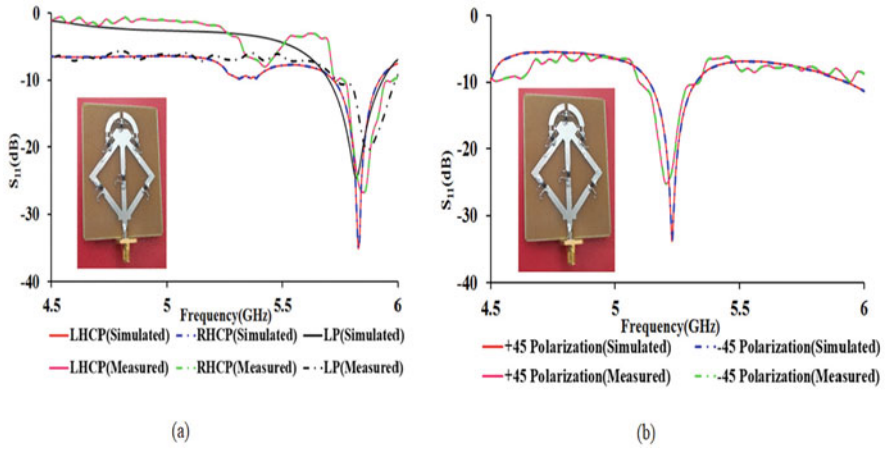 0
-10
-20
-30
-40
S11(dB)
4.5 5 5.5 6
Frequency(GHz)
LHCP(Simulated) RHCP(Simulated) LP(Simulated)
LHCP(Measured) RHCP(Measured) LP(Measured)
(a)
0
-10
-20
-30
-40
S11(dB)
4.5 5 5.5 6
Frequency(GHz)
+45 Polarization(Simulated) -45 Polarization(Simulated)
+45 Polarization(Measured) -45 Polarization(Measured)
(b)